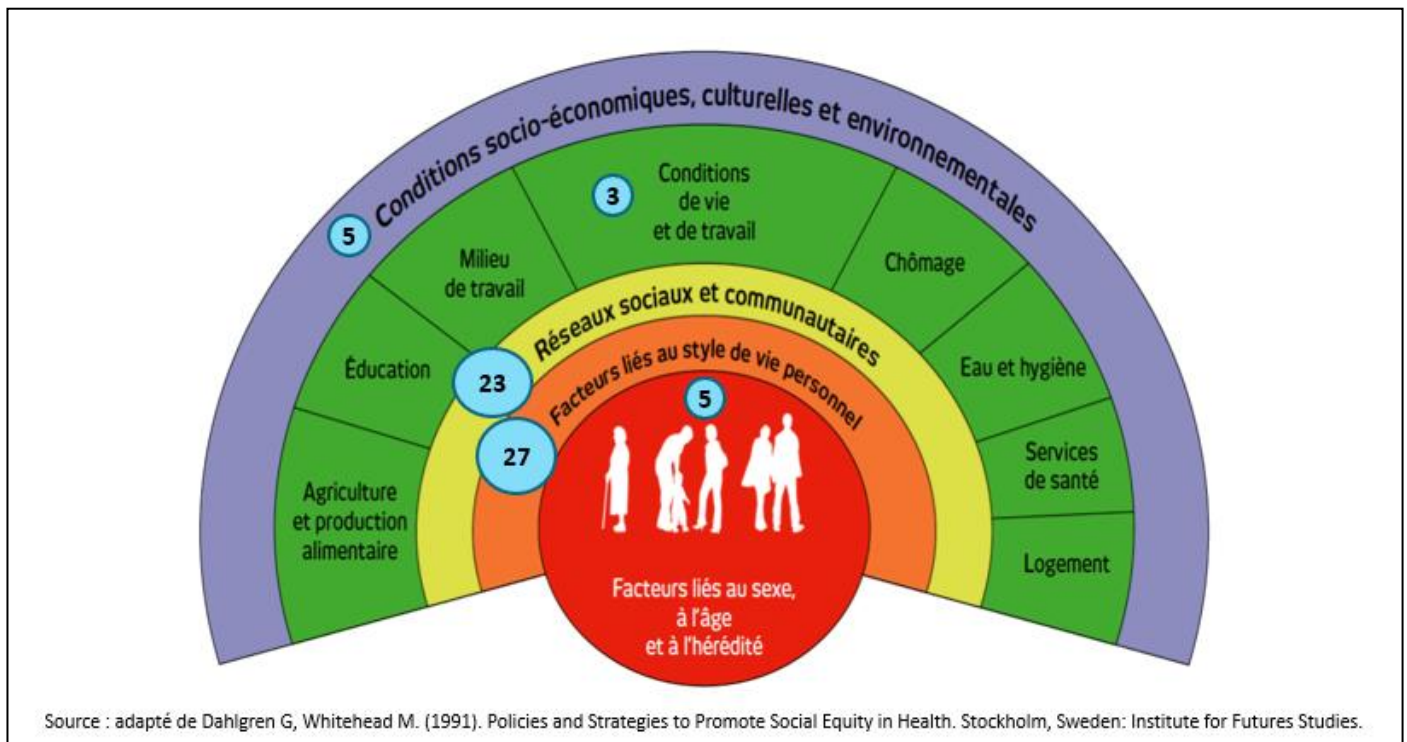 Conditions socio-économiques, culturelles et environnementales
5
3
Conditions
de vie
et de travail
Milieu
de travail
Chômage
Éducation
Eau et hygiène
Agriculture
et production
alimentaire
Services
de santé
Logement
Réseaux sociaux et communautaires
23
Facteurs liés au style de vie personnel
27
5
Facteurs liés au sexe,
à l'âge
et à l'hérédité
Source : adapté de Dahlgren G, Whitehead M. (1991). Policies and Strategies to Promote Social Equity in Health. Stockholm, Sweden: Institute for Futures Studies.